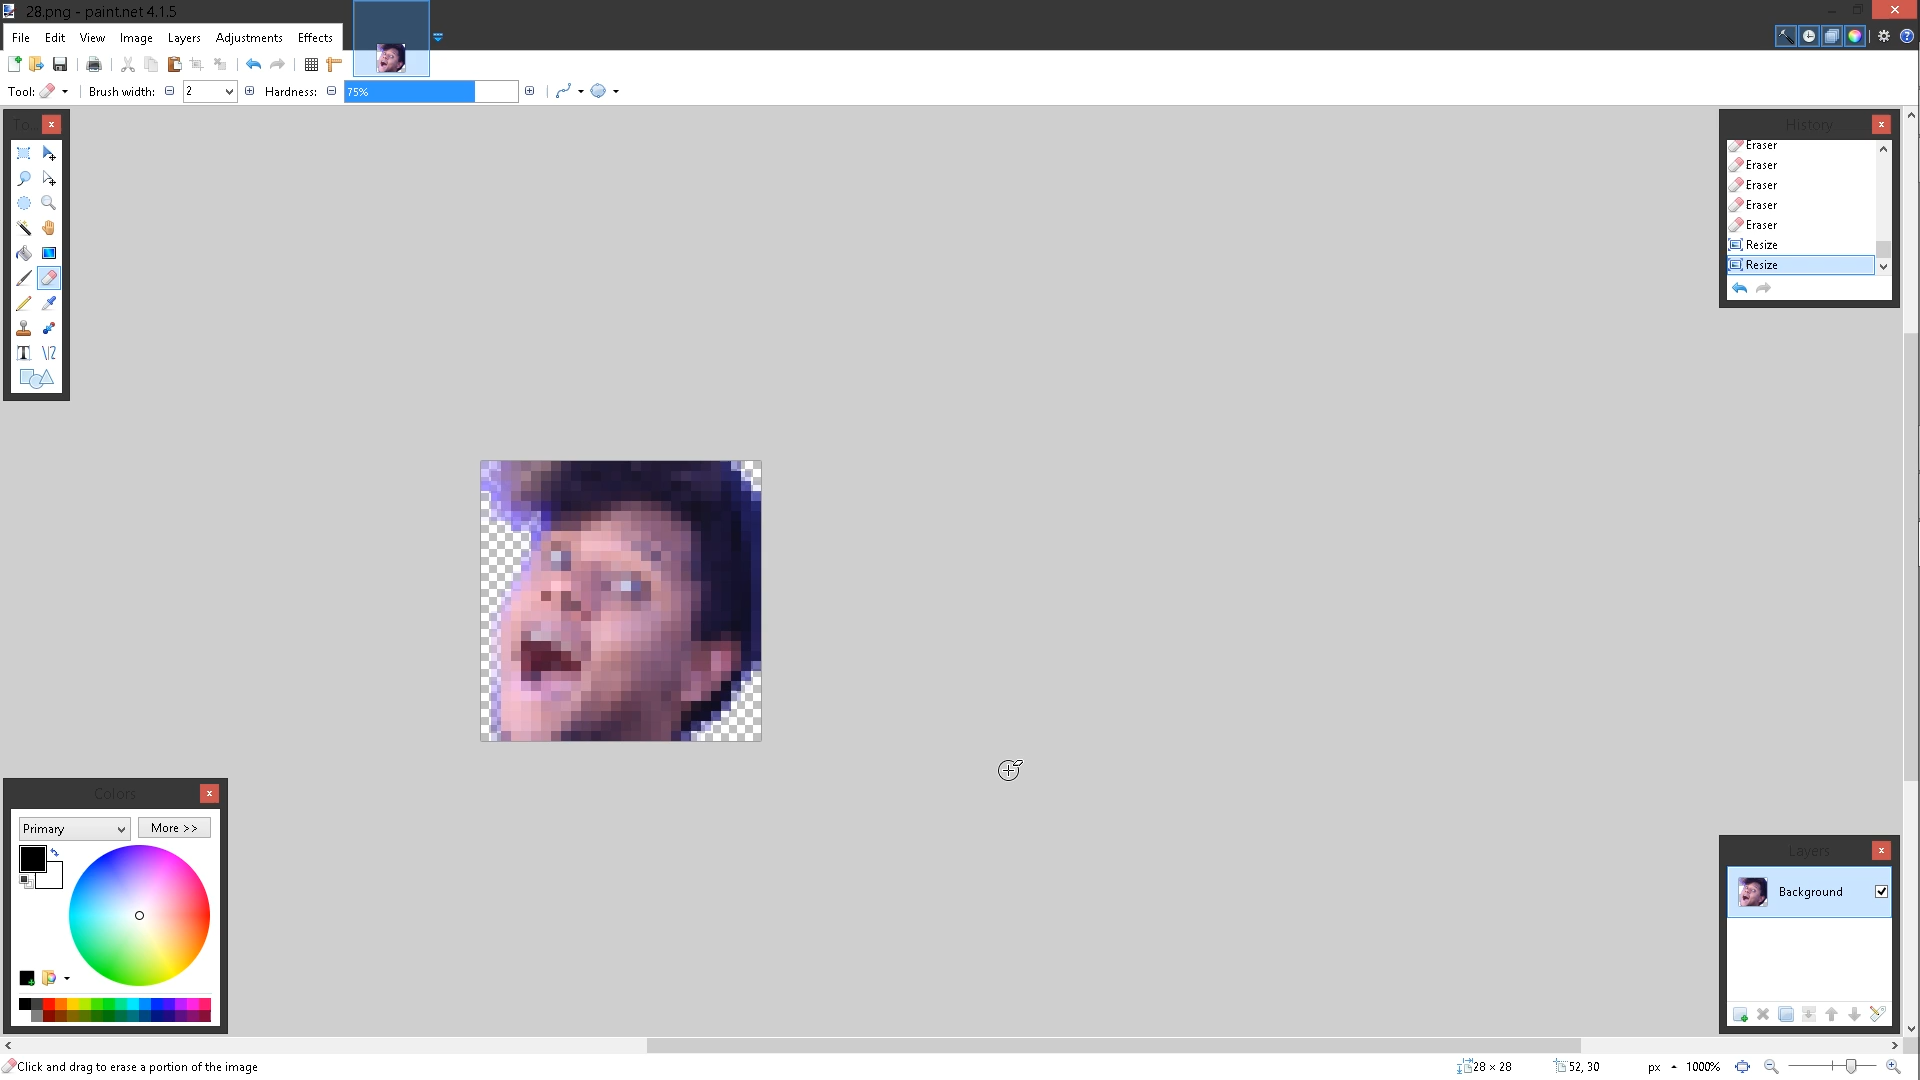 28.png - paint.net 4.1.5
File Edit View Image Layers Adjustments Effects
Tool: Brush width: 2 Hardness: 75%
To...
History
Eraser
Eraser
Eraser
Eraser
Eraser
Resize
Resize
Colors
Primary More >>
Layers
Background
Click and drag to erase a portion of the image 28 × 28 52, 30 px 1000%